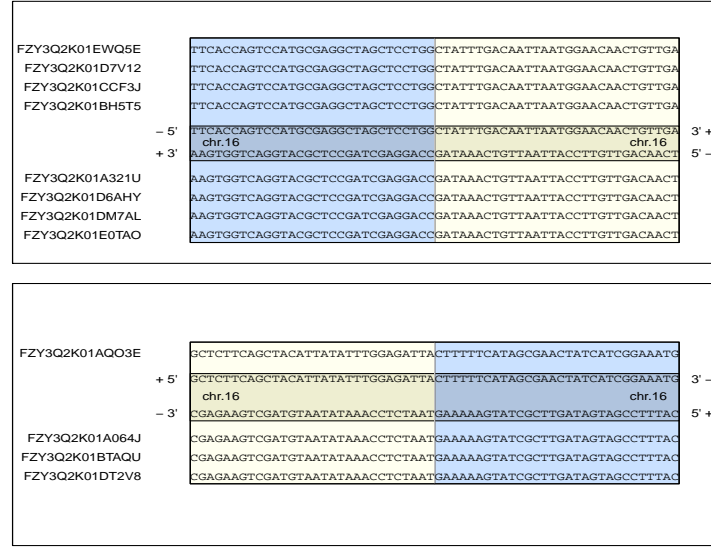 FZY3Q2K01EWQ5E TTCACCAGTCCATGCGAGGCTAGCTCCTGGCTATTTGACAATTAATGGAACAACTGTTGA
FZY3Q2K01D7V12 TTCACCAGTCCATGCGAGGCTAGCTCCTGGCTATTTGACAATTAATGGAACAACTGTTGA
FZY3Q2K01CCF3J TTCACCAGTCCATGCGAGGCTAGCTCCTGGCTATTTGACAATTAATGGAACAACTGTTGA
FZY3Q2K01BH5T5 TTCACCAGTCCATGCGAGGCTAGCTCCTGGCTATTTGACAATTAATGGAACAACTGTTGA
– 5' TTCACCAGTCCATGCGAGGCTAGCTCCTGGCTATTTGACAATTAATGGAACAACTGTTGA 3' +
chr.16 chr.16
+ 3' AAGTGGTCAGGTACGCTCCGATCGAGGACCGATAAACTGTTAATTACCTTGTTGACAACT 5' –
FZY3Q2K01A321U AAGTGGTCAGGTACGCTCCGATCGAGGACCGATAAACTGTTAATTACCTTGTTGACAACT
FZY3Q2K01D6AHY AAGTGGTCAGGTACGCTCCGATCGAGGACCGATAAACTGTTAATTACCTTGTTGACAACT
FZY3Q2K01DM7AL AAGTGGTCAGGTACGCTCCGATCGAGGACCGATAAACTGTTAATTACCTTGTTGACAACT
FZY3Q2K01E0TAO AAGTGGTCAGGTACGCTCCGATCGAGGACCGATAAACTGTTAATTACCTTGTTGACAACT
FZY3Q2K01AQO3E GCTCTTCAGCTACATTATATTTGGAGATTACTTTTTCATAGCGAACTATCATCGGAAATG
+ 5' GCTCTTCAGCTACATTATATTTGGAGATTACTTTTTCATAGCGAACTATCATCGGAAATG 3' –
chr.16 chr.16
– 3' CGAGAAGTCGATGTAATATAAACCTCTAATGAAAAAGTATCGCTTGATAGTAGCCTTTAC 5' +
FZY3Q2K01A064J CGAGAAGTCGATGTAATATAAACCTCTAATGAAAAAGTATCGCTTGATAGTAGCCTTTAC
FZY3Q2K01BTAQU CGAGAAGTCGATGTAATATAAACCTCTAATGAAAAAGTATCGCTTGATAGTAGCCTTTAC
FZY3Q2K01DT2V8 CGAGAAGTCGATGTAATATAAACCTCTAATGAAAAAGTATCGCTTGATAGTAGCCTTTAC